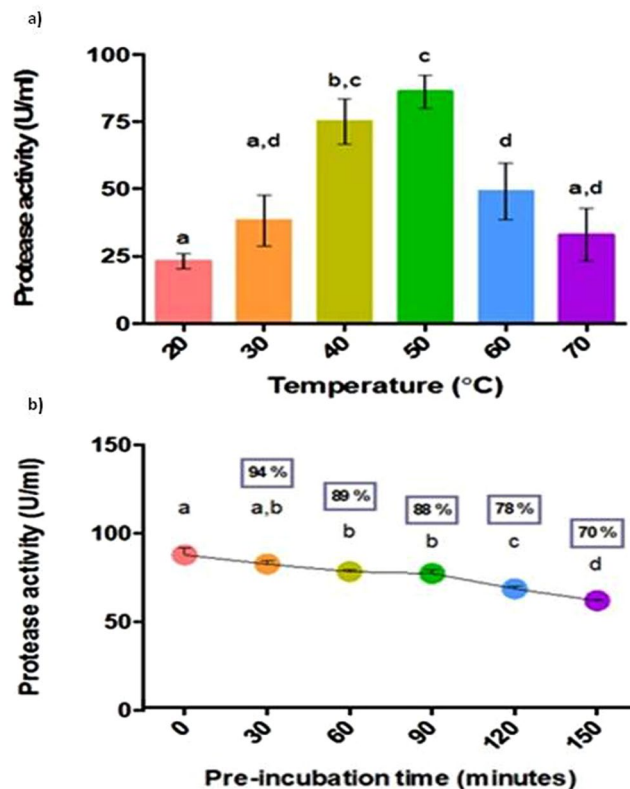 a)
Protease activity (U/ml)
100
75
50
25
0
a
a,d
b,c
c
d
a,d
20
30
40
50
60
70
Temperature (°C)
b)
Protease activity (U/ml)
150
100
50
0
94 %
89 %
88 %
78 %
70 %
a
a,b
b
b
c
d
0
30
60
90
120
150
Pre-incubation time (minutes)